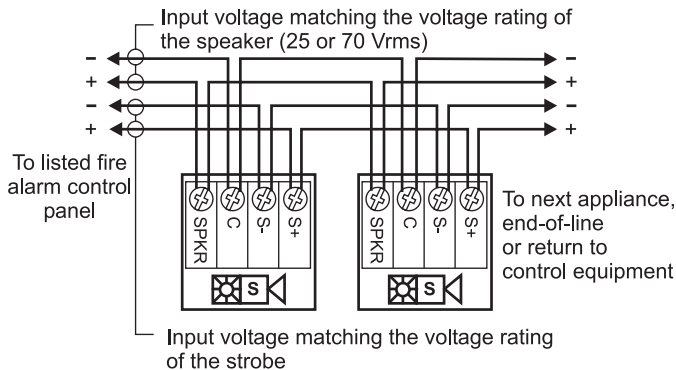 Input voltage matching the voltage rating of
the speaker (25 or 70 Vrms)
- -
+ +
- -
+ +
To listed fire
alarm control
panel
SPKR C S- S+
SPKR C S- S+
To next appliance,
end-of-line
or return to
control equipment
S
S
Input voltage matching the voltage rating
of the strobe